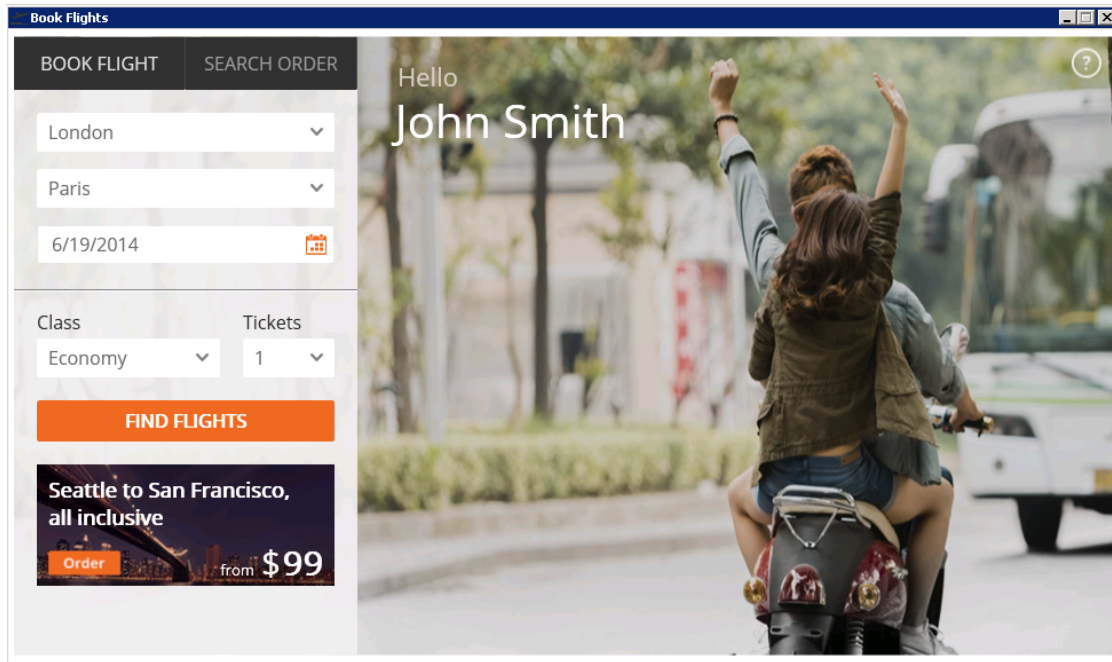 Book Flights
BOOK FLIGHT
SEARCH ORDER
Hello
John Smith
?
London
Paris
6/19/2014
Class
Tickets
Economy
1
FIND FLIGHTS
Seattle to San Francisco,
all inclusive
Order
from $99